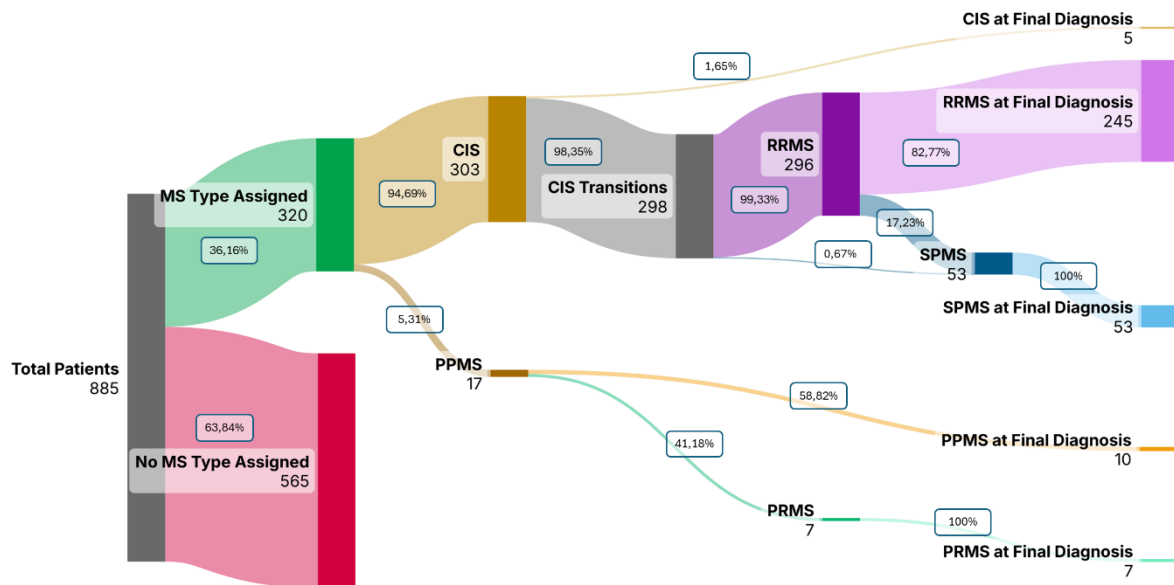 CIS at Final Diagnosis
5
1,65%
RRMS at Final Diagnosis
245
82,77%
CIS
303
98,35%
RRMS
296
MS Type Assigned
320
94,69%
CIS Transitions
298
99,33%
17,23%
36,16%
0,67%
SPMS
53
100%
SPMS at Final Diagnosis
53
5,31%
Total Patients
885
PPMS
17
58,82%
63,84%
41,18%
PPMS at Final Diagnosis
10
No MS Type Assigned
565
PRMS
7
100%
PRMS at Final Diagnosis
7